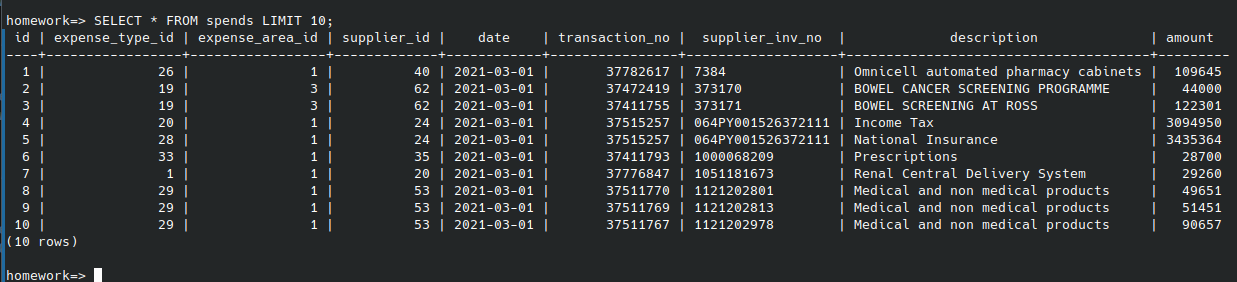 homework=> SELECT * FROM spends LIMIT 10;
 id | expense_type_id | expense_area_id | supplier_id |    date    | transaction_no |  supplier_inv_no   |            description             | amount
----+-----------------+-----------------+-------------+------------+----------------+--------------------+------------------------------------+---------
  1 |              26 |               1 |          40 | 2021-03-01 |       37782617 | 7384               | Omnicell automated pharmacy cabinets |  109645
  2 |              19 |               3 |          62 | 2021-03-01 |       37472419 | 373170             | BOWEL CANCER SCREENING PROGRAMME   |   44000
  3 |              19 |               3 |          62 | 2021-03-01 |       37411755 | 373171             | BOWEL SCREENING AT ROSS            |  122301
  4 |              20 |               1 |          24 | 2021-03-01 |       37515257 | 064PY001526372111  | Income Tax                         | 3094950
  5 |              28 |               1 |          24 | 2021-03-01 |       37515257 | 064PY001526372111  | National Insurance                 | 3435364
  6 |              33 |               1 |          35 | 2021-03-01 |       37411793 | 1000068209         | Prescriptions                      |   28700
  7 |               1 |               1 |          20 | 2021-03-01 |       37776847 | 1051181673         | Renal Central Delivery System      |   29260
  8 |              29 |               1 |          53 | 2021-03-01 |       37511770 | 1121202801         | Medical and non medical products   |   49651
  9 |              29 |               1 |          53 | 2021-03-01 |       37511769 | 1121202813         | Medical and non medical products   |   51451
 10 |              29 |               1 |          53 | 2021-03-01 |       37511767 | 1121202978         | Medical and non medical products   |   90657
(10 rows)
homework=>